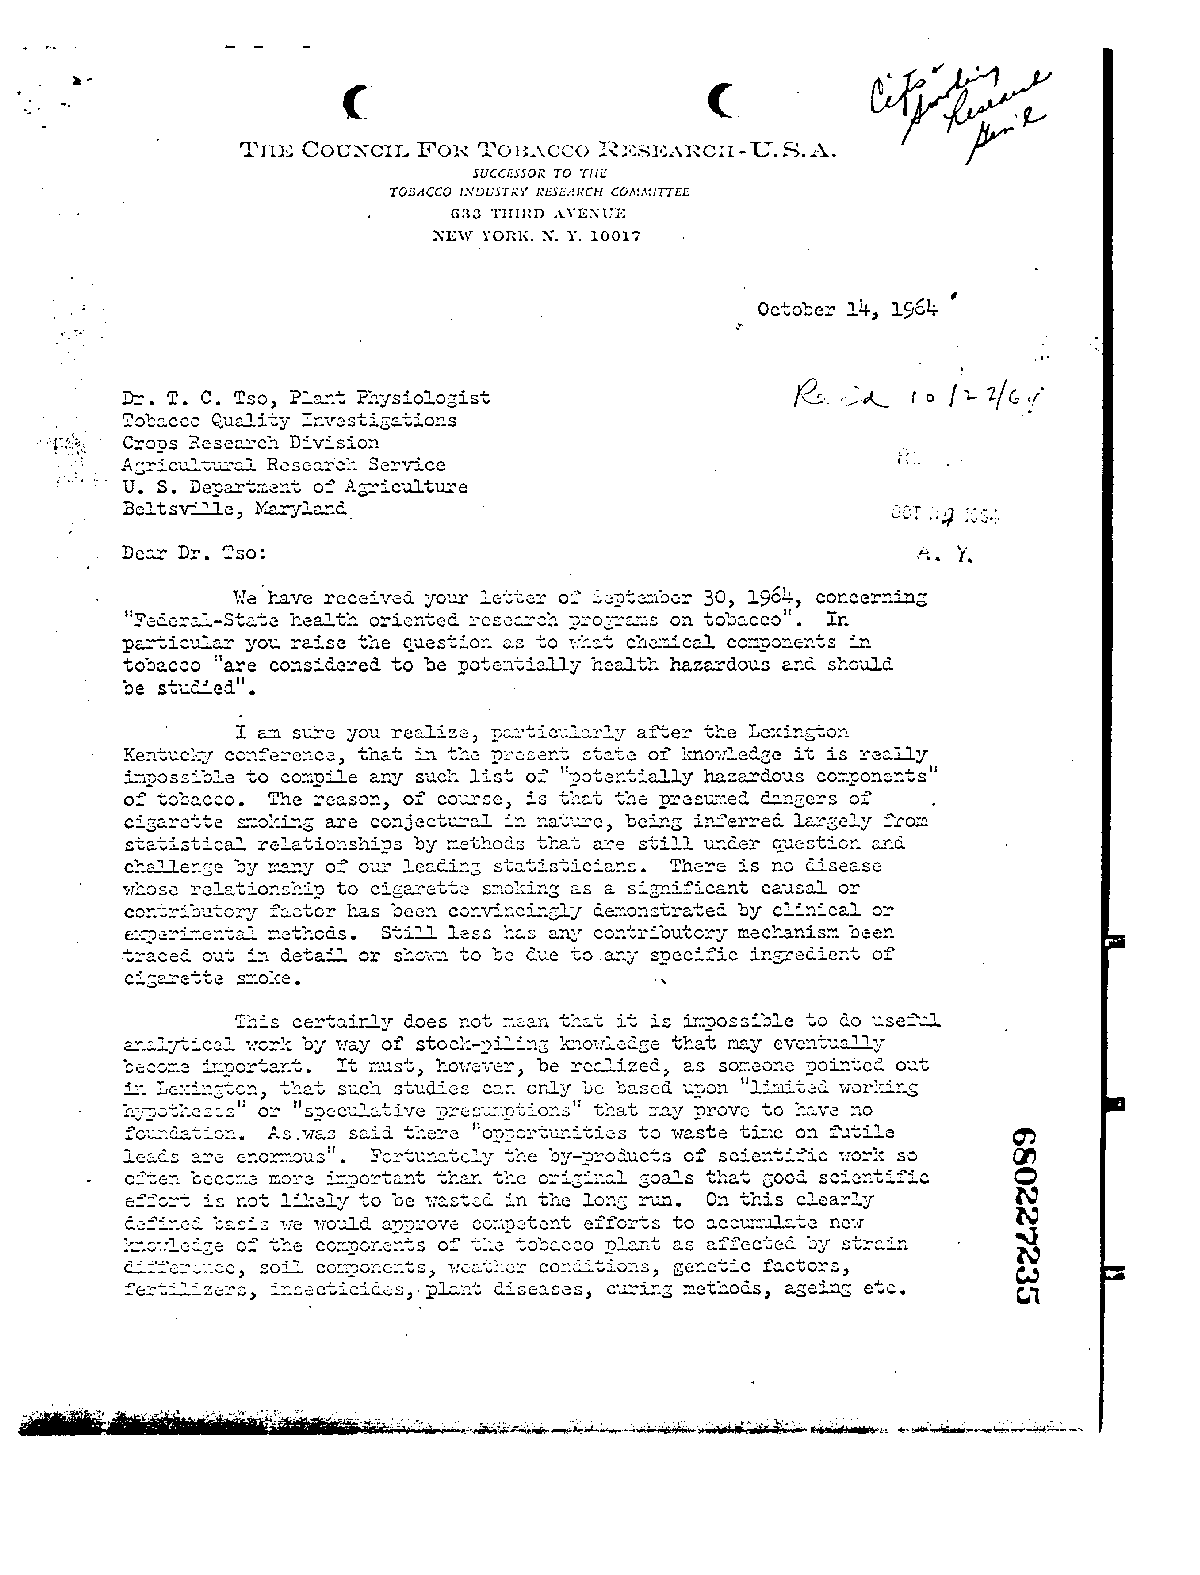 THE COUNCIL FOR TOBACCO RESEARCH-U.S.A.
SUCCESSOR TO THE
TOBACCO INDUSTRY RESEARCH COMMITTEE
633 THIRD AVENUE
NEW YORK, N. Y. 10017
Research
October 14, 1964
Dr. T. C. Tso, Plant Physiologist
Rec'd 10/22/64
Tobacco Quality Investigations
Crops Research Division
Agricultural Research Service
U. S. Department of Agriculture
Beltsville, Maryland
OCT 1964
Dear Dr. Tso:
A. Y.
We have received your letter of September 30, 1964, concerning
"Federal-State health oriented research programs on tobacco". In
particular you raise the question as to what chemical components in
tobacco "are considered to be potentially health hazardous and should
be studied".
I am sure you realize, particularly after the Lexington
Kentucky conference, that in the present state of knowledge it is really
impossible to compile any such list of "potentially hazardous components"
of tobacco. The reason, of course, is that the presumed dangers of
cigarette smoking are conjectural in nature, being inferred largely from
statistical relationships by methods that are still under question and
challenge by many of our leading statisticians. There is no disease
whose relationship to cigarette smoking as a significant causal or
contributory factor has been convincingly demonstrated by clinical or
experimental methods. Still less has any contributory mechanism been
traced out in detail or shown to be due to any specific ingredient of
cigarette smoke.
This certainly does not mean that it is impossible to do useful
analytical work by way of stock-piling knowledge that may eventually
become important. It must, however, be realized, as someone pointed out
in Lexington, that such studies can only be based upon "limited working
hypothesis" or "speculative presumptions" that may prove to have no
foundation. As was said there "opportunities to waste time on futile
leads are enormous". Fortunately the by-products of scientific work so
often become more important than the original goals that good scientific
effort is not likely to be wasted in the long run. On this clearly
defined basis we would approve competent efforts to accumulate new
knowledge of the components of the tobacco plant as affected by strain
difference, soil components, weather conditions, genetic factors,
fertilizers, insecticides, plant diseases, curing methods, ageing etc.
680227235